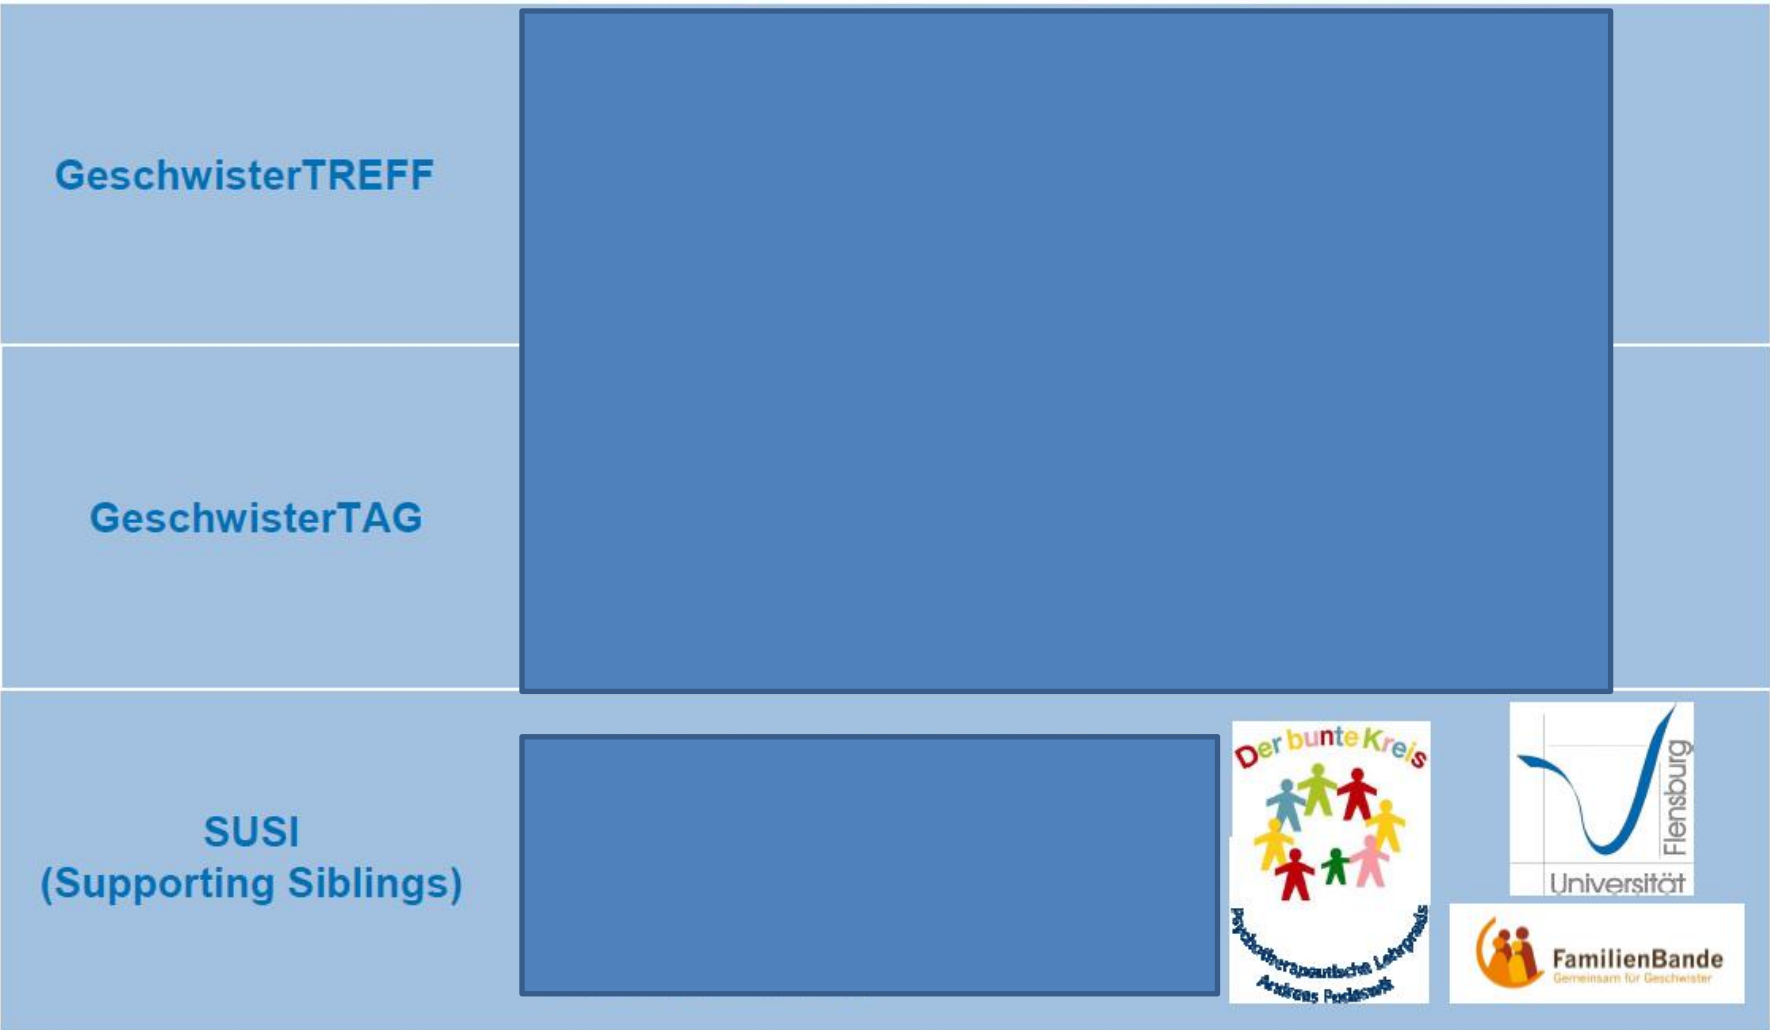 GeschwisterTREFF
GeschwisterTAG
SUSI
(Supporting Siblings)
Der bunte Kreis
Psychotherapeutische Lehrpraxis
Andreas Podeswik
Universität
Flensburg
FamilienBande
Gemeinsam für Geschwister